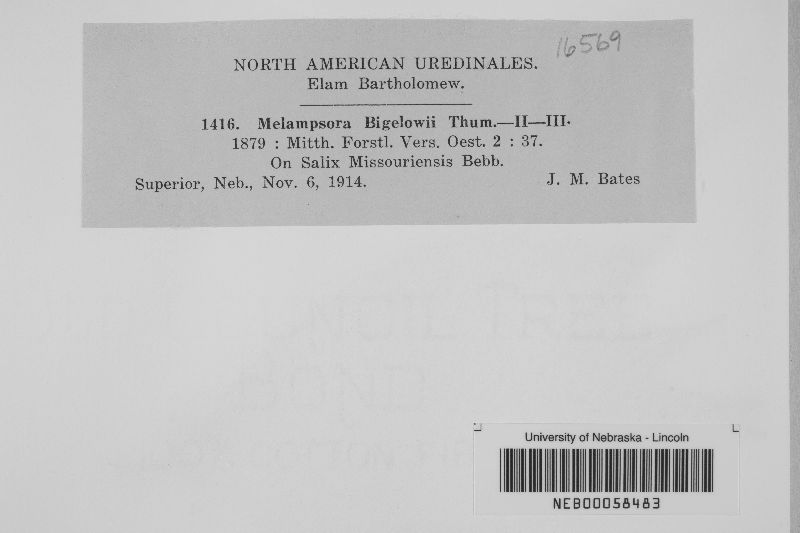 16569
NORTH AMERICAN UREDINALES.
Elam Bartholomew.
1416. Melampsora Bigelowii Thum.—II—III.
1879 : Mitth. Forstl. Vers. Oest. 2 : 37.
On Salix Missouriensis Bebb.
Superior, Neb., Nov. 6, 1914. J. M. Bates
TREE
University of Nebraska - Lincoln
NEB00058483